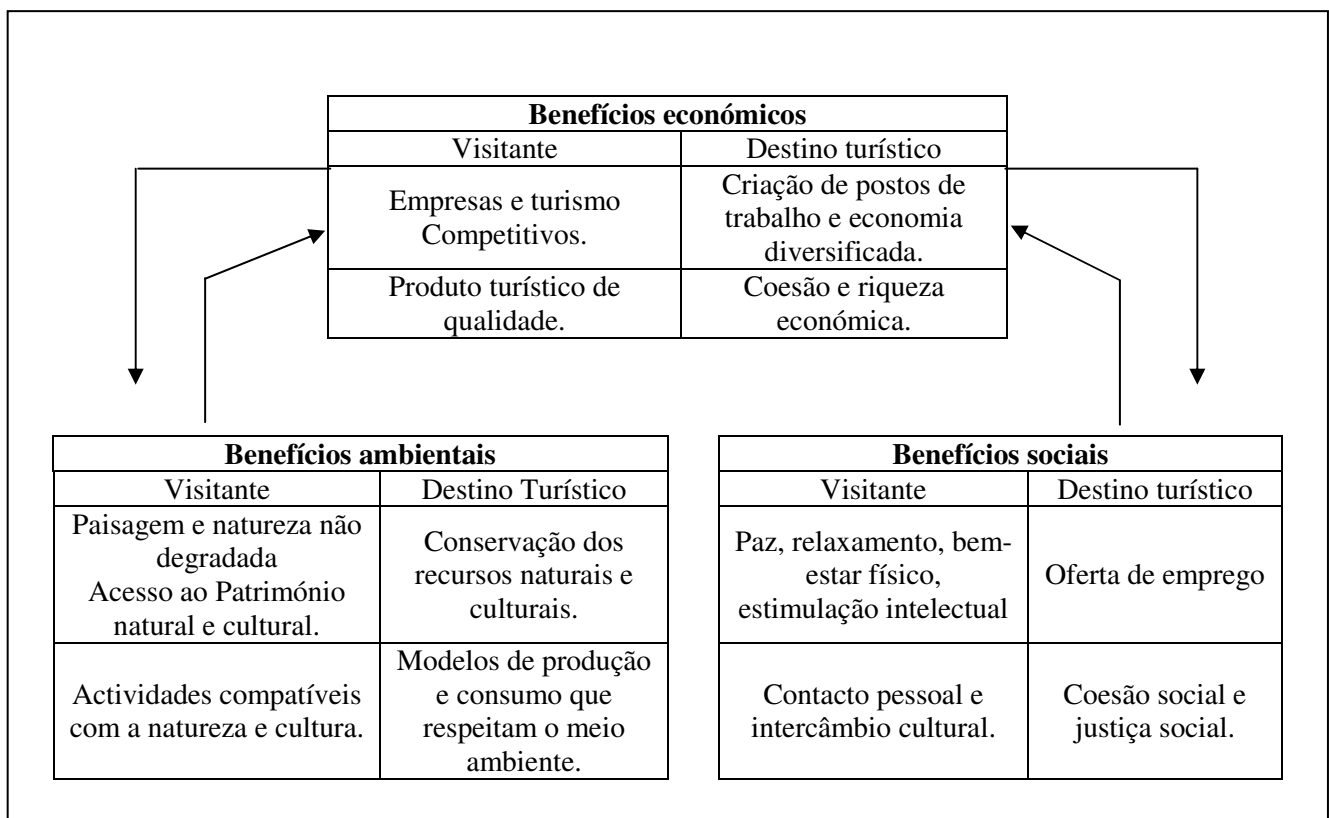 Benefícios económicos
Visitante
Destino turístico
Empresas e turismo
Competitivos.
Criação de postos de
trabalho e economia
diversificada.
Produto turístico de
qualidade.
Coesão e riqueza
económica.
Benefícios ambientais
Visitante
Destino Turístico
Paisagem e natureza não
degradada
Acesso ao Património
natural e cultural.
Conservação dos
recursos naturais e
culturais.
Actividades compatíveis
com a natureza e cultura.
Modelos de produção
e consumo que
respeitam o meio
ambiente.
Benefícios sociais
Visitante
Destino turístico
Paz, relaxamento, bem-
estar físico,
estimulação intelectual
Oferta de emprego
Contacto pessoal e
intercâmbio cultural.
Coesão social e
justiça social.